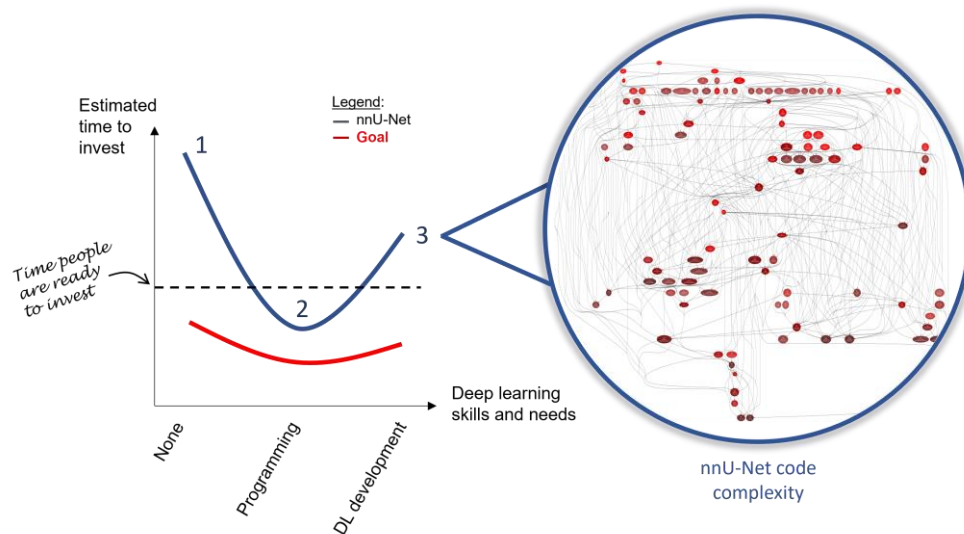 Estimated
time to
invest
Legend:
nnU-Net
Goal
1
2
3
Time people
are ready
to invest
Deep learning
skills and needs
None
Programming
DL development
nnU-Net code
complexity